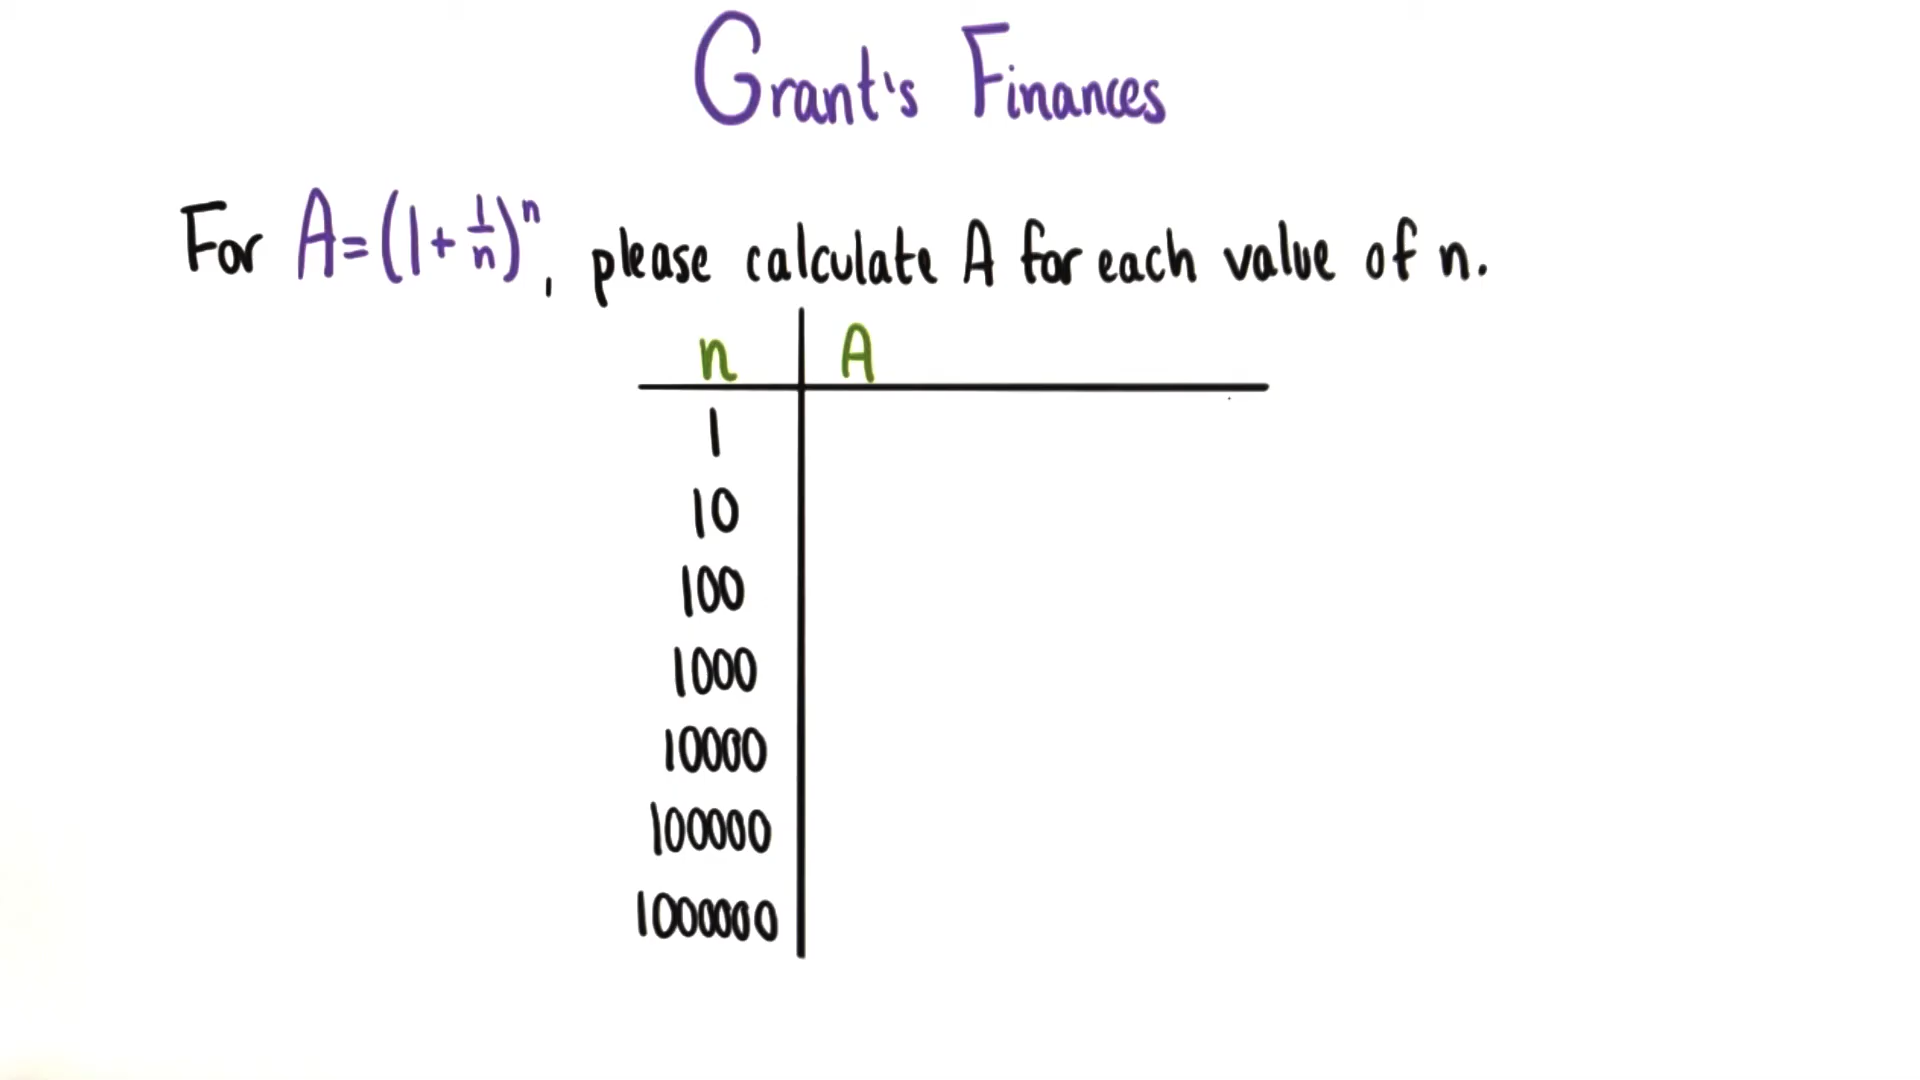 Grant's Finances
For A=(1+1/n)^n, please calculate A for each value of n.
n A
1
10
100
1000
10000
100000
1000000